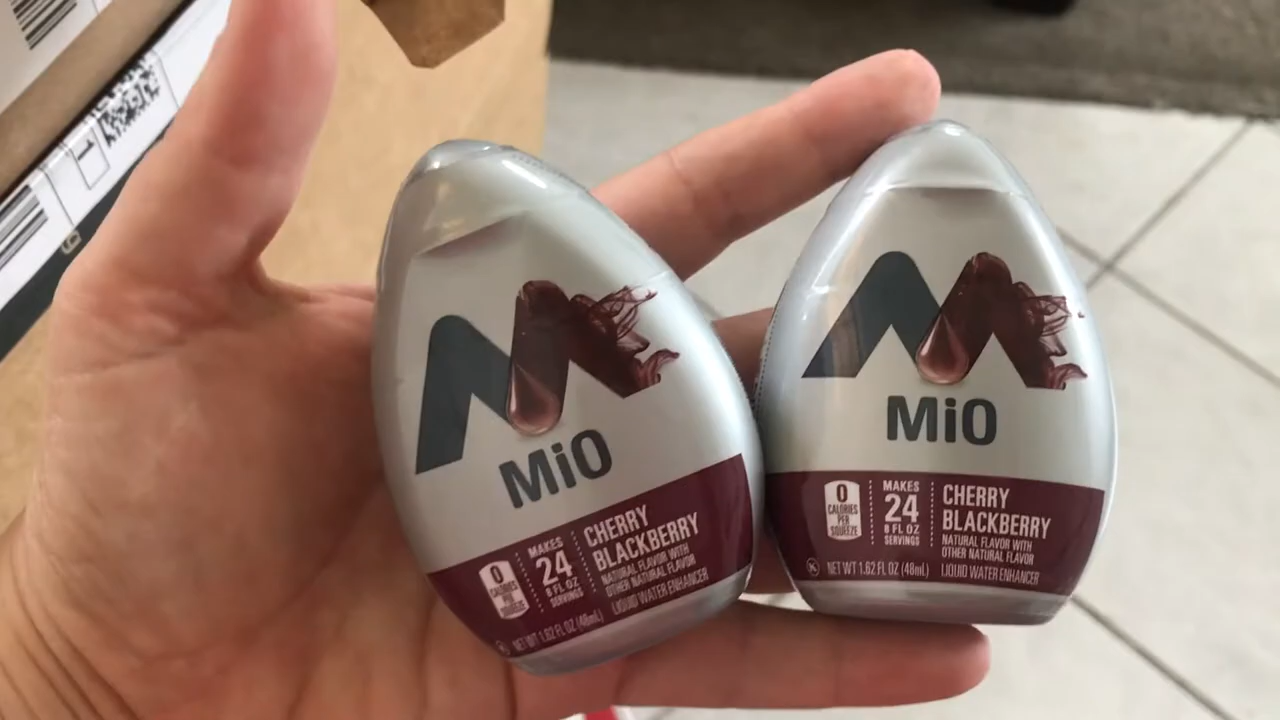 MiO
0
CALORIES
PER
SQUEEZE
MAKES
24
8 FL OZ
SERVINGS
CHERRY
BLACKBERRY
NATURAL FLAVOR WITH
OTHER NATURAL FLAVOR
NET WT 1.62 FL OZ (48mL)
LIQUID WATER ENHANCER
MiO
0
CALORIES
PER
SQUEEZE
MAKES
24
8 FL OZ
SERVINGS
CHERRY
BLACKBERRY
NATURAL FLAVOR WITH
OTHER NATURAL FLAVOR
NET WT 1.62 FL OZ (48mL)
LIQUID WATER ENHANCER
1